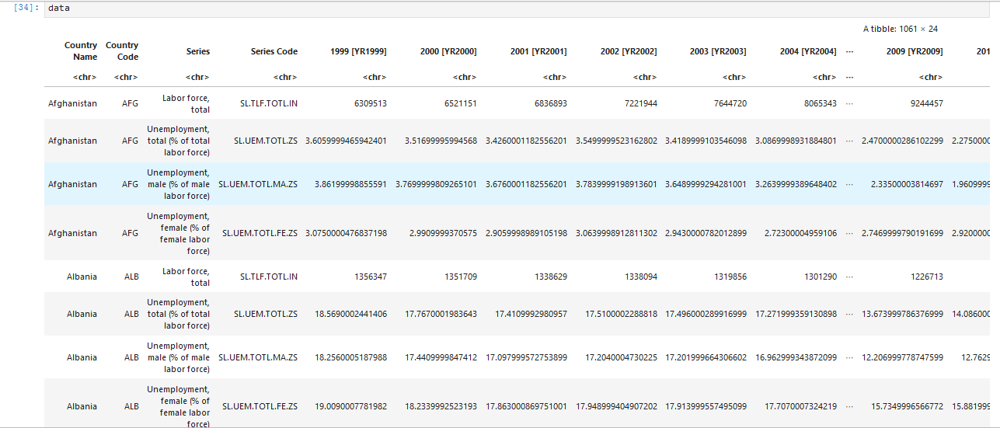 [34]: data
A tibble: 1061 × 24
Country Name Country Code Series Series Code 1999 [YR1999] 2000 [YR2000] 2001 [YR2001] 2002 [YR2002] 2003 [YR2003] 2004 [YR2004] ⋯ 2009 [YR2009] 201
<chr> <chr> <chr> <chr> <chr> <chr> <chr> <chr> <chr> <chr> ⋯ <chr>
Afghanistan AFG Labor force, total SL.TLF.TOTL.IN 6309513 6521151 6836893 7221944 7644720 8065343 ⋯ 9244457
Afghanistan AFG Unemployment, total (% of total labor force) SL.UEM.TOTL.ZS 3.6059999465942401 3.51699995994568 3.4260001182556201 3.5499999523162802 3.4189999103546098 3.0869998931884801 ⋯ 2.4700000286102299 2.275000
Afghanistan AFG Unemployment, male (% of male labor force) SL.UEM.TOTL.MA.ZS 3.86199998855591 3.7699999809265101 3.6760001182556201 3.7839999198913601 3.6489999294281001 3.2639999389648402 ⋯ 2.33500003814697 1.9609999
Afghanistan AFG Unemployment, female (% of female labor force) SL.UEM.TOTL.FE.ZS 3.0750000476837198 2.9909999370575 2.9059998989105198 3.0639998912811302 2.9430000782012899 2.72300004959106 ⋯ 2.7469999790191699 2.920000
Albania ALB Labor force, total SL.TLF.TOTL.IN 1356347 1351709 1338629 1338094 1319856 1301290 ⋯ 1226713
Albania ALB Unemployment, total (% of total labor force) SL.UEM.TOTL.ZS 18.5690002441406 17.7670001983643 17.4109992980957 17.5100002288818 17.496000289916999 17.271999359130898 ⋯ 13.673999786376999 14.086000
Albania ALB Unemployment, male (% of male labor force) SL.UEM.TOTL.MA.ZS 18.2560005187988 17.4409999847412 17.097999572753899 17.2040004730225 17.201999664306602 16.962999343872099 ⋯ 12.206999778747599 12.7629
Albania ALB Unemployment, female (% of female labor force) SL.UEM.TOTL.FE.ZS 19.0090007781982 18.2339992523193 17.863000869751001 17.948999404907202 17.913999557495099 17.7070007324219 ⋯ 15.7349996566772 15.881999